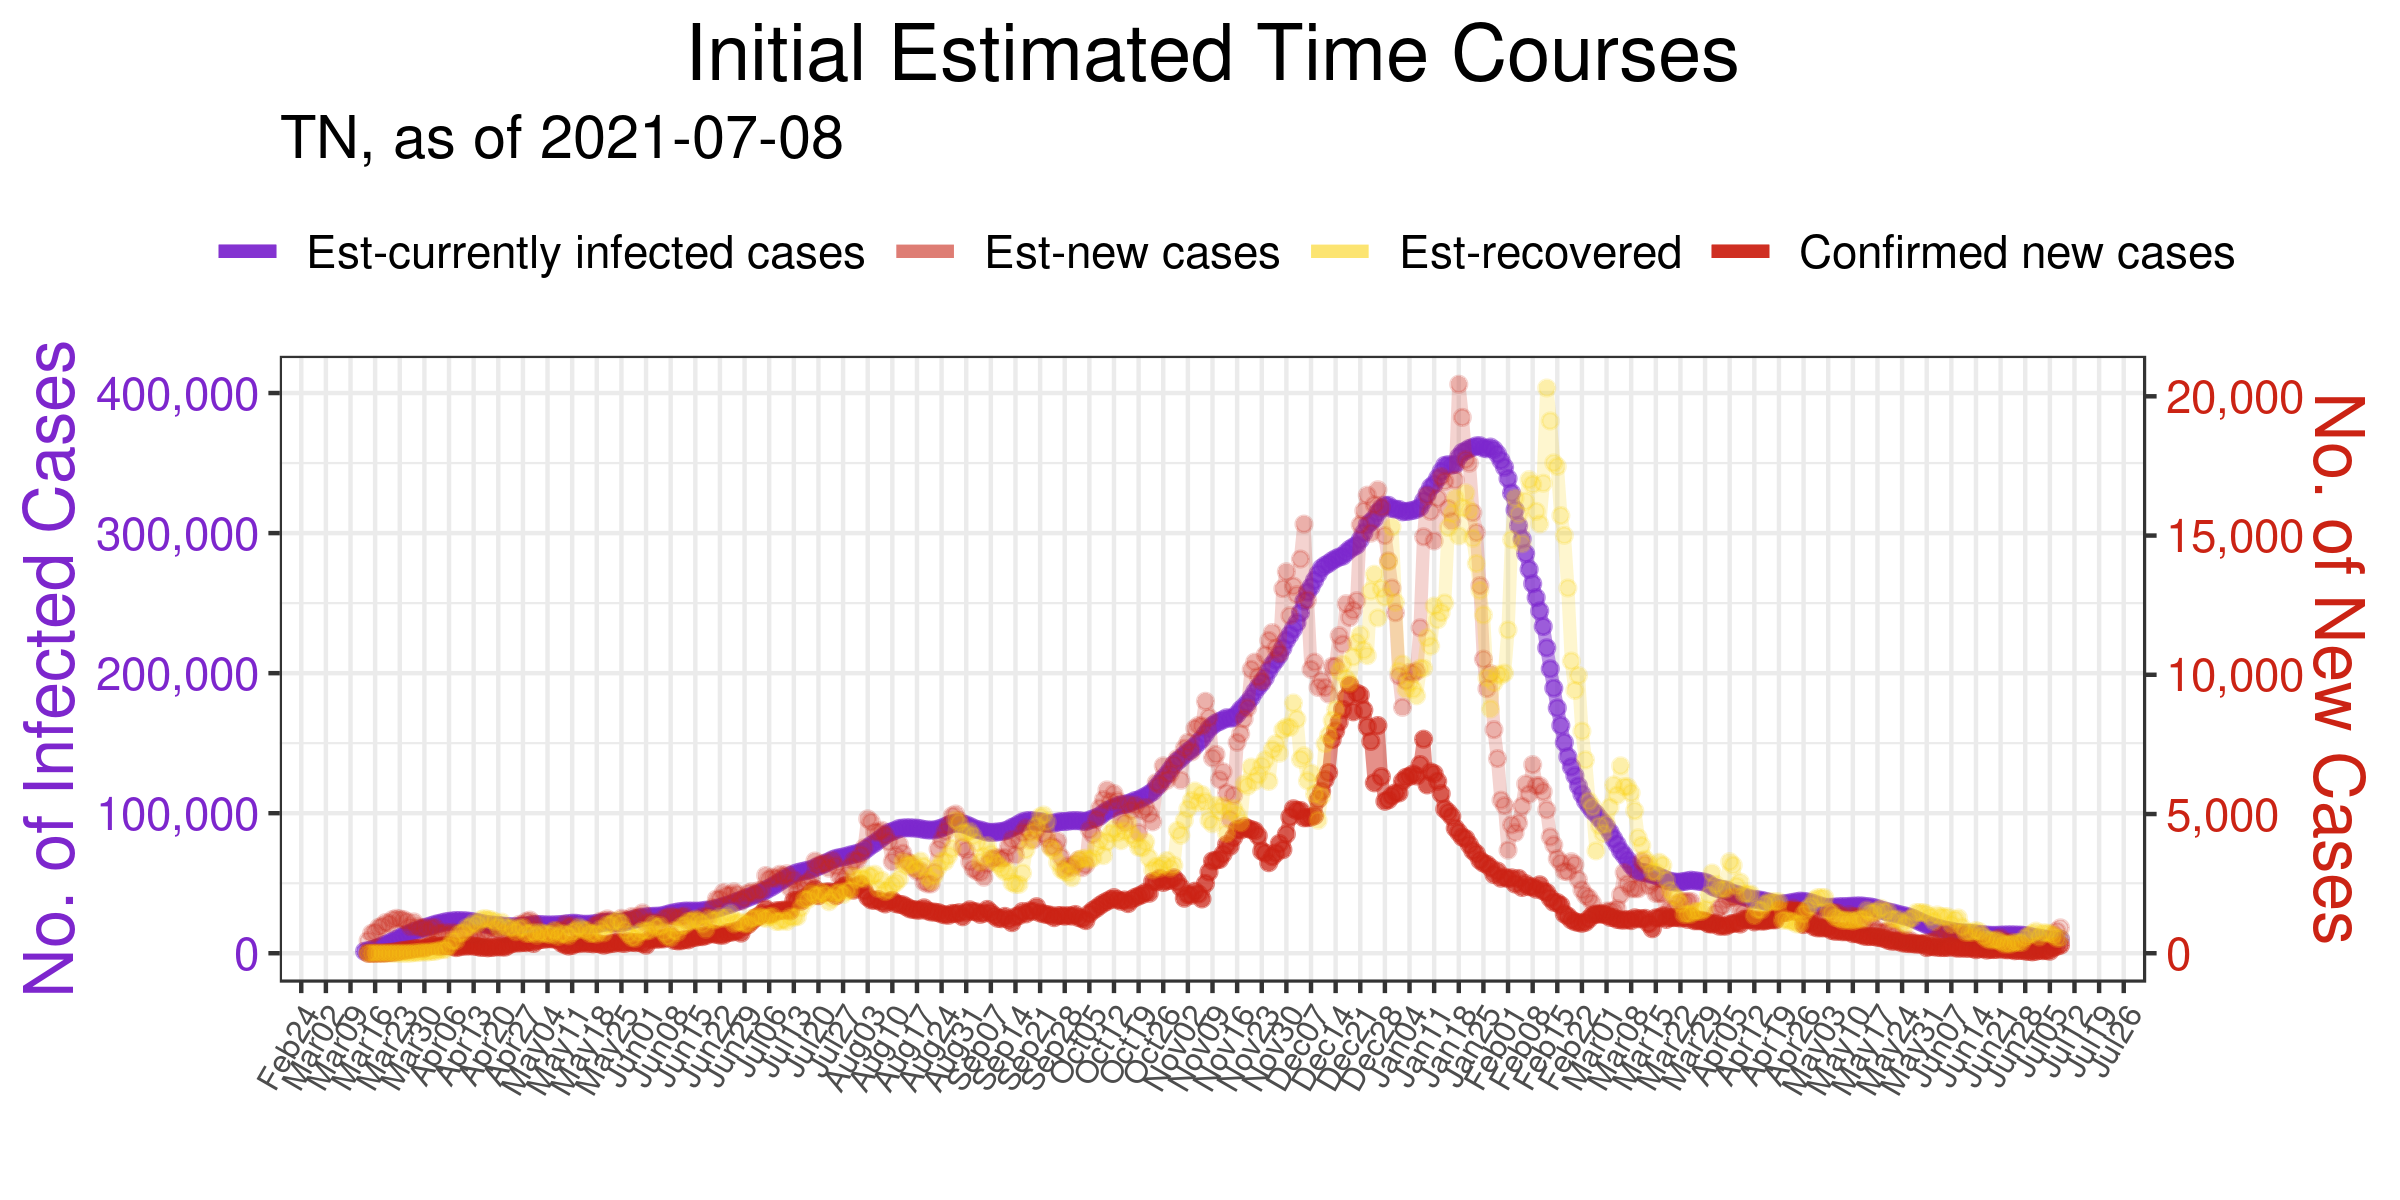 Initial Estimated Time Courses
TN, as of 2021-07-08
Est-currently infected cases
Est-new cases
Est-recovered
Confirmed new cases
No. of Infected Cases
400,000
300,000
200,000
100,000
0
20,000
15,000
10,000
5,000
0
No. of New Cases
Feb24
Mar02
Mar09
Mar16
Mar23
Mar30
Apr06
Apr13
Apr20
Apr27
May04
May11
May18
May25
Jun01
Jun08
Jun15
Jun22
Jun29
Jul06
Jul13
Jul20
Jul27
Aug03
Aug10
Aug17
Aug24
Aug31
Sep07
Sep14
Sep21
Sep28
Oct05
Oct12
Oct19
Oct26
Nov02
Nov09
Nov16
Nov23
Nov30
Dec07
Dec14
Dec21
Dec28
Jan04
Jan11
Jan18
Jan25
Feb01
Feb08
Feb15
Feb22
Mar01
Mar08
Mar15
Mar22
Mar29
Apr05
Apr12
Apr19
Apr26
May03
May10
May17
May24
May31
Jun07
Jun14
Jun21
Jun28
Jul05
Jul12
Jul19
Jul26